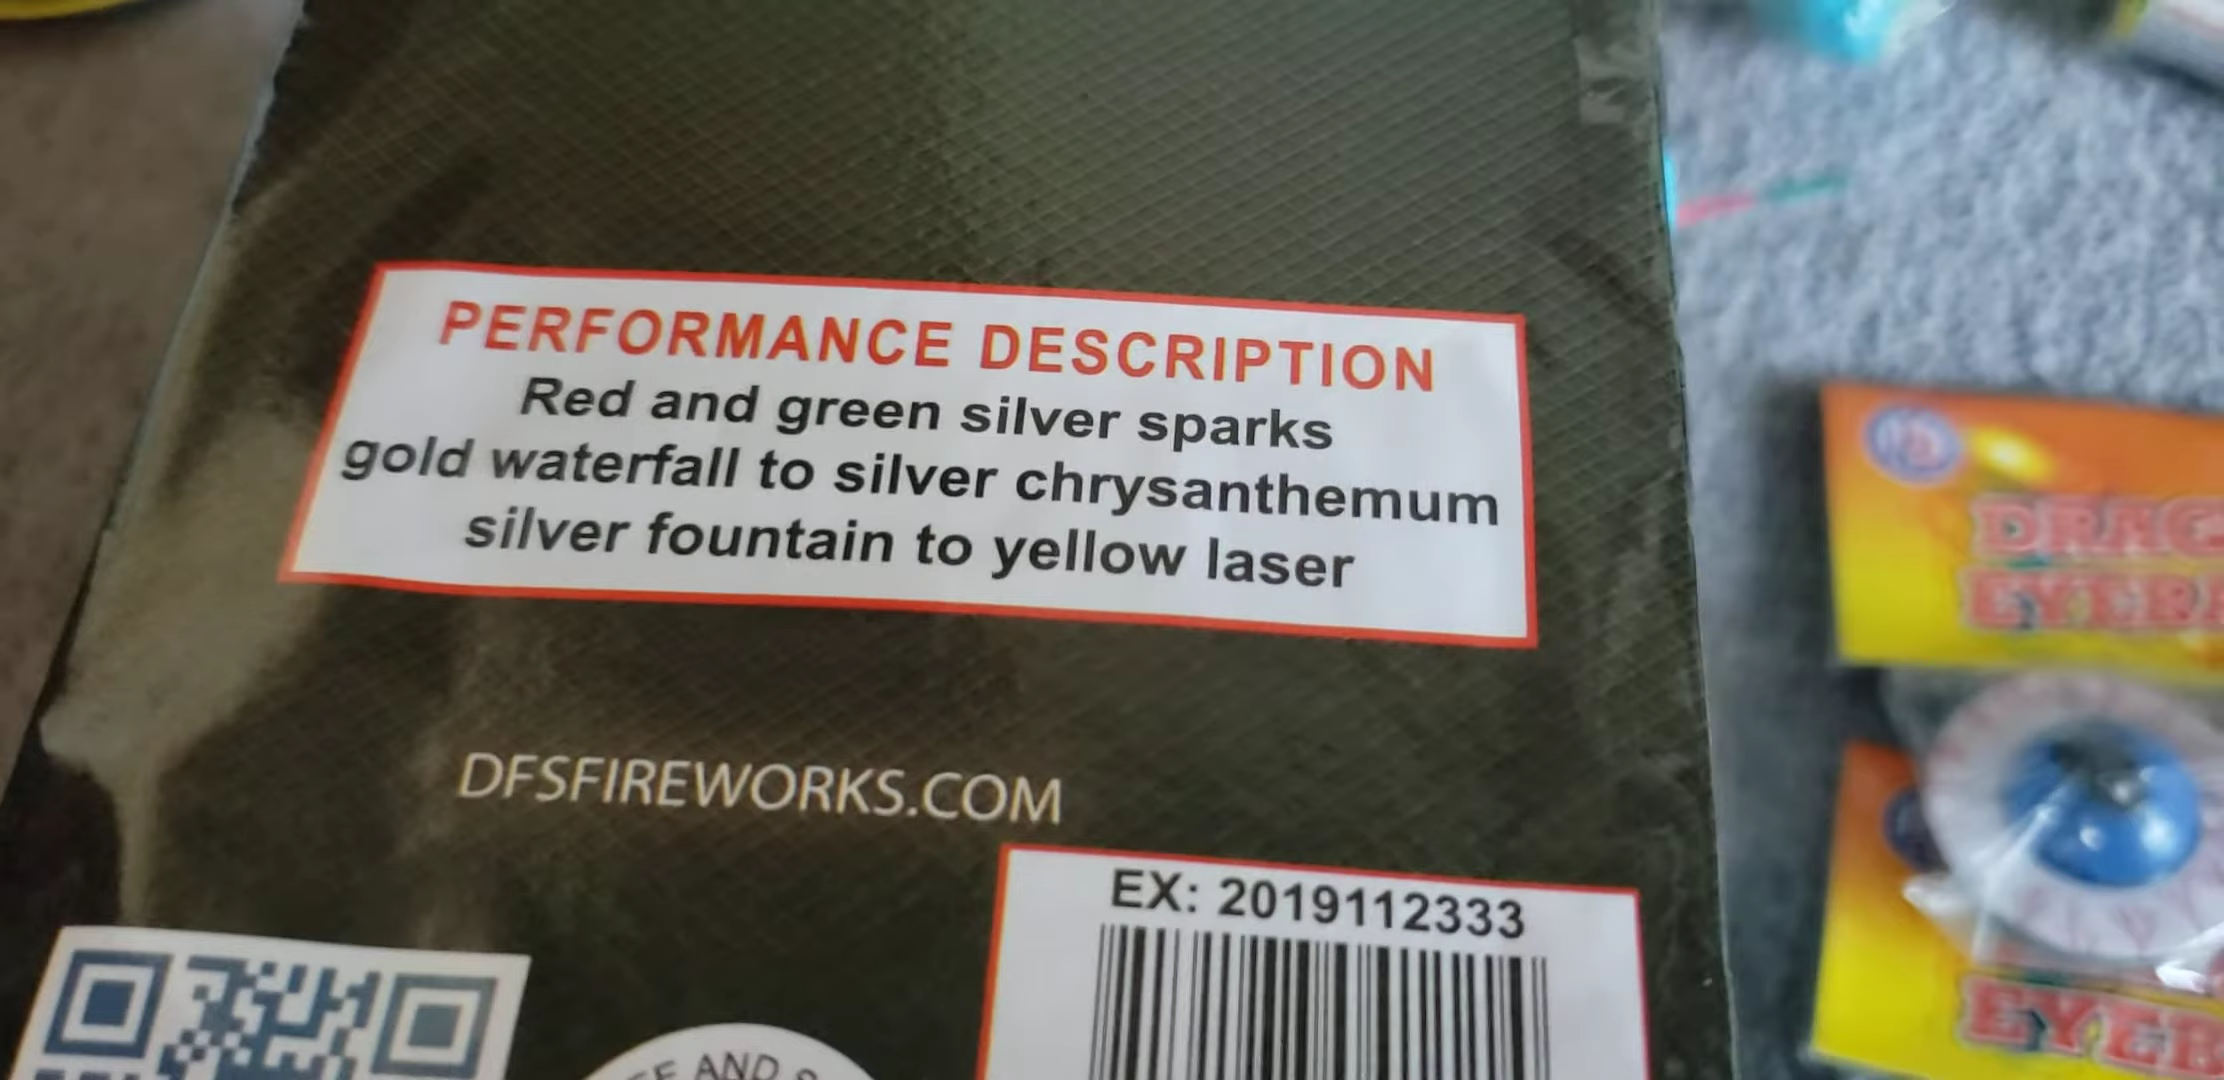 PERFORMANCE DESCRIPTION
Red and green silver sparks
gold waterfall to silver chrysanthemum
silver fountain to yellow laser
DFSFIREWORKS.COM
EX: 2019112333
AND